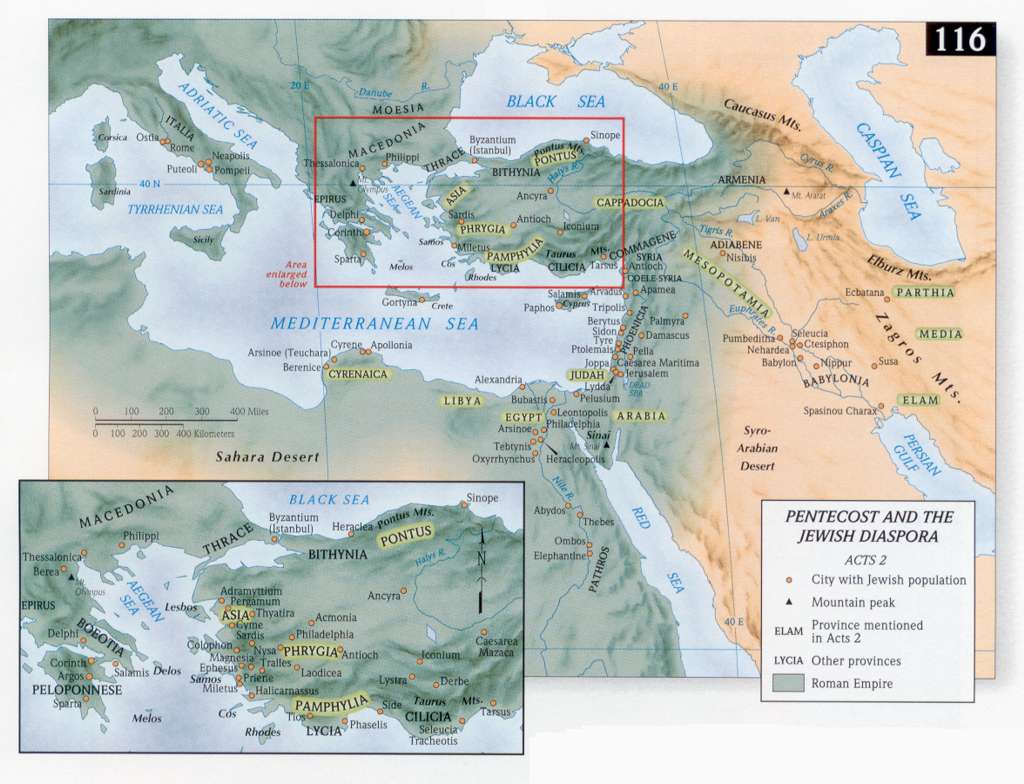 116
20 E
40 E
Danube R.
MOESIA
BLACK SEA
Caucasus Mts.
CASPIAN
SEA
ADRIATIC SEA
ITALIA
Corsica
Ostia
Rome
Neapolis
Puteoli
Pompeii
Sardinia
40 N
TYRRHENIAN SEA
Sicily
MACEDONIA
Thessalonica
Philippi
THRACE
Byzantium
(Istanbul)
Sinope
Pontus Mts.
PONTUS
BITHYNIA
Halys R.
Mt.
Olympus
AEGEAN
SEA
EPIRUS
ASIA
Ancyra
CAPPADOCIA
ARMENIA
Cyrus R.
Mt. Ararat
Araxes R.
Delphi
Corinth
Sparta
Sardis
PHRYGIA
Antioch
Iconium
Samos
Miletus
PAMPHYLIA
Melos
Cös
LYCIA
Rhodes
Taurus
Mts.
CILICIA
Tarsus
COMMAGENE
SYRIA
(Antioch)
COELE-SYRIA
L. Van
L. Urmia
Tigris R.
ADIABENE
Nisibis
MESOPOTAMIA
Elburz Mts.
Area
enlarged
below
Gortyna
Crete
Salamis
Cyprus
Paphos
Arvadus
Apamea
Tripolis
PHOENICIA
Berytus
Sidon
Tyre
Ptolemais
Palmyra
Damascus
Pella
Joppa
Caesarea Maritima
JUDAH
Jerusalem
Lydda
DEAD
SEA
Euphrates R.
Ecbatana
PARTHIA
MEDIA
Zagros Mts.
Pumbeditha
Seleucia
Ctesiphon
Nehardea
Babylon
Nippur
Susa
BABYLONIA
ELAM
Spasinou Charax
MEDITERRANEAN SEA
Arsinoe (Teuchara)
Cyrene
Apollonia
Berenice
CYRENAICA
Alexandria
LIBYA
Pelusium
Bubastis
Leontopolis
EGYPT
Philadelphia
Arsinoe
Tebtynis
Oxyrrhynchus
Heracleopolis
Sinai
Mt. Sinai
ARABIA
Syro-
Arabian
Desert
PERSIAN
GULF
0 100 200 300 400 Miles
0 100 200 300 400 Kilometers
Sahara Desert
Nile R.
Abydos
Thebes
Ombos
Elephantine
PATHROS
RED
SEA
40 E
BLACK SEA
MACEDONIA
Philippi
THRACE
Byzantium
(Istanbul)
Heraclea
Pontus Mts.
PONTUS
Sinope
BITHYNIA
Halys R.
N
Thessalonica
Berea
Mt.
Olympus
AEGEAN
SEA
EPIRUS
Lesbos
Adramyttium
Pergamum
ASIA
Thyatira
Cyme
Sardis
Acmonia
Philadelphia
Ancyra
Delphi
BOEOTIA
Colophon
Nysa
PHRYGIA
Antioch
Caesarea
Mazaca
Corinth
Argos
Salamis
Delos
Magnesia
Ephesus
Tralles
Samos
Priene
Laodicea
Iconium
Lystra
Derbe
PELOPONNESE
Sparta
Miletus
Halicarnassus
Melos
Cös
Rhodes
PAMPHYLIA
Side
Taurus Mts.
Tarsus
Tlos
LYCIA
Phaselis
CILICIA
Seleucia
Tracheotis
PENTECOST AND THE
JEWISH DIASPORA
ACTS 2
City with Jewish population
Mountain peak
ELAM Province mentioned
in Acts 2
LYCIA Other provinces
Roman Empire